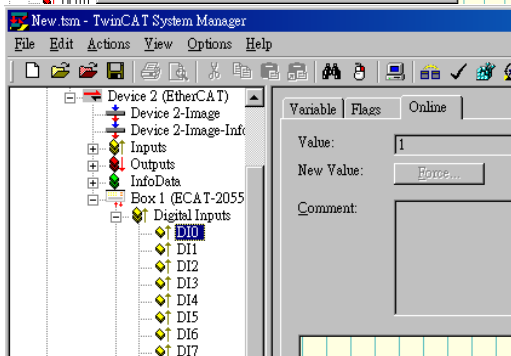 New.tsm - TwinCAT System Manager
File Edit Actions View Options Help
Device 2 (EtherCAT)
Device 2-Image
Device 2-Image-Info
Inputs
Outputs
InfoData
Box 1 (ECAT-2055
Digital Inputs
DI0
DI1
DI2
DI3
DI4
DI5
DI6
DI7
Variable Flags Online
Value: 1
New Value: Force...
Comment: